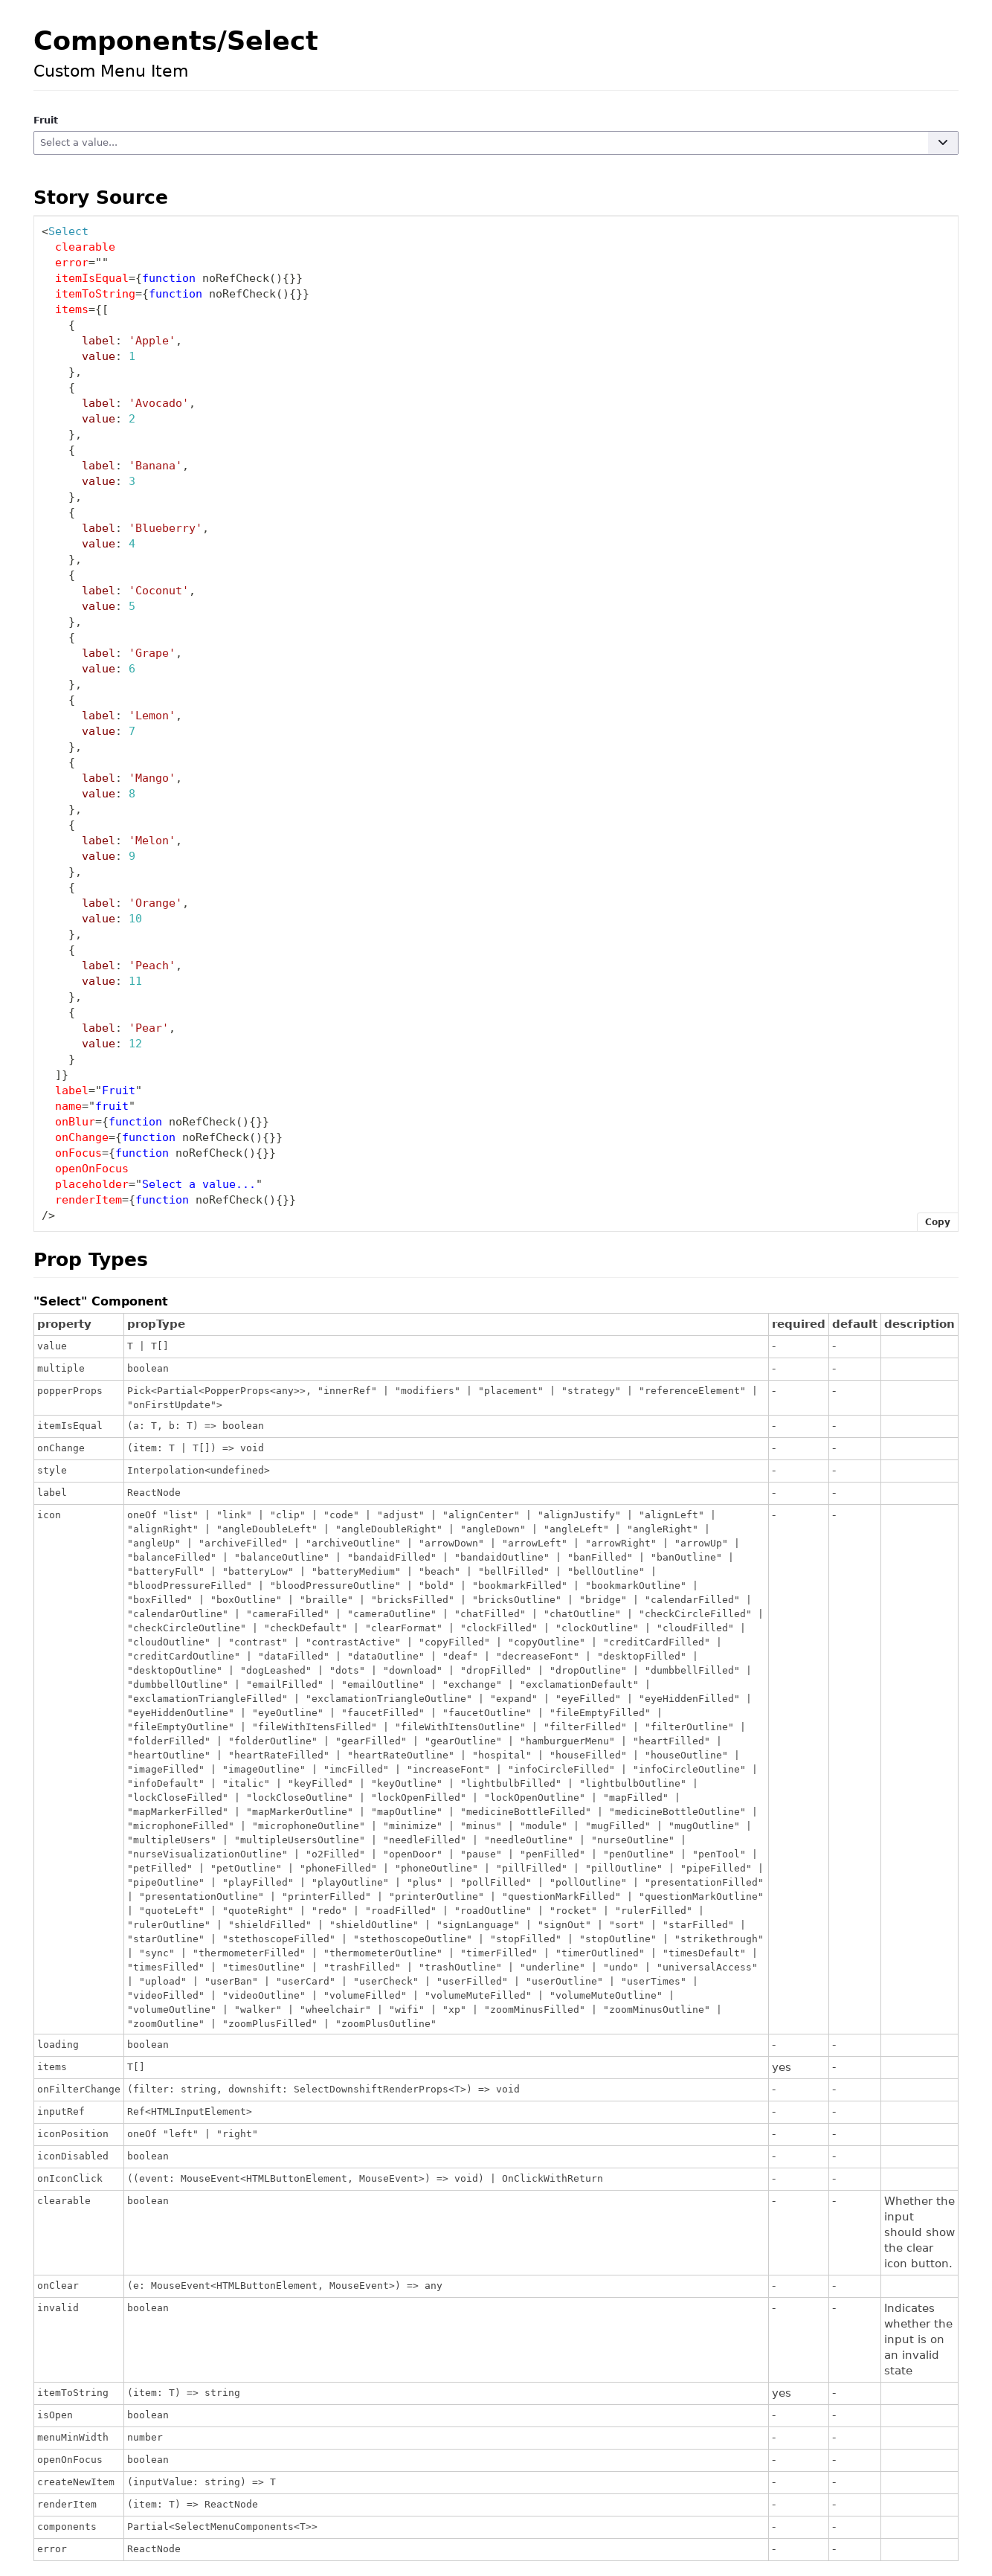 Components/Select
Custom Menu Item
Fruit
Select a value...
Story Source
<Select
  clearable
  error=""
  itemIsEqual={function noRefCheck(){}}
  itemToString={function noRefCheck(){}}
  items={[
    {
      label: 'Apple',
      value: 1
    },
    {
      label: 'Avocado',
      value: 2
    },
    {
      label: 'Banana',
      value: 3
    },
    {
      label: 'Blueberry',
      value: 4
    },
    {
      label: 'Coconut',
      value: 5
    },
    {
      label: 'Grape',
      value: 6
    },
    {
      label: 'Lemon',
      value: 7
    },
    {
      label: 'Mango',
      value: 8
    },
    {
      label: 'Melon',
      value: 9
    },
    {
      label: 'Orange',
      value: 10
    },
    {
      label: 'Peach',
      value: 11
    },
    {
      label: 'Pear',
      value: 12
    }
  ]}
  label="Fruit"
  name="fruit"
  onBlur={function noRefCheck(){}}
  onChange={function noRefCheck(){}}
  onFocus={function noRefCheck(){}}
  openOnFocus
  placeholder="Select a value..."
  renderItem={function noRefCheck(){}}
/>
Copy
Prop Types
"Select" Component
property propType required default description
value T | T[] - -
multiple boolean - -
popperProps Pick<Partial<PopperProps<any>>, "innerRef" | "modifiers" | "placement" | "strategy" | "referenceElement" | - -
"onFirstUpdate">
itemIsEqual (a: T, b: T) => boolean - -
onChange (item: T | T[]) => void - -
style Interpolation<undefined> - -
label ReactNode - -
icon oneOf "list" | "link" | "clip" | "code" | "adjust" | "alignCenter" | "alignJustify" | "alignLeft" | - -
"alignRight" | "angleDoubleLeft" | "angleDoubleRight" | "angleDown" | "angleLeft" | "angleRight" |
"angleUp" | "archiveFilled" | "archiveOutline" | "arrowDown" | "arrowLeft" | "arrowRight" | "arrowUp" |
"balanceFilled" | "balanceOutline" | "bandaidFilled" | "bandaidOutline" | "banFilled" | "banOutline" |
"batteryFull" | "batteryLow" | "batteryMedium" | "beach" | "bellFilled" | "bellOutline" |
"bloodPressureFilled" | "bloodPressureOutline" | "bold" | "bookmarkFilled" | "bookmarkOutline" |
"boxFilled" | "boxOutline" | "braille" | "bricksFilled" | "bricksOutline" | "bridge" | "calendarFilled" |
"calendarOutline" | "cameraFilled" | "cameraOutline" | "chatFilled" | "chatOutline" | "checkCircleFilled" |
"checkCircleOutline" | "checkDefault" | "clearFormat" | "clockFilled" | "clockOutline" | "cloudFilled" |
"cloudOutline" | "contrast" | "contrastActive" | "copyFilled" | "copyOutline" | "creditCardFilled" |
"creditCardOutline" | "dataFilled" | "dataOutline" | "deaf" | "decreaseFont" | "desktopFilled" |
"desktopOutline" | "dogLeashed" | "dots" | "download" | "dropFilled" | "dropOutline" | "dumbbellFilled" |
"dumbbellOutline" | "emailFilled" | "emailOutline" | "exchange" | "exclamationDefault" |
"exclamationTriangleFilled" | "exclamationTriangleOutline" | "expand" | "eyeFilled" | "eyeHiddenFilled" |
"eyeHiddenOutline" | "eyeOutline" | "faucetFilled" | "faucetOutline" | "fileEmptyFilled" |
"fileEmptyOutline" | "fileWithItensFilled" | "fileWithItensOutline" | "filterFilled" | "filterOutline" |
"folderFilled" | "folderOutline" | "gearFilled" | "gearOutline" | "hamburguerMenu" | "heartFilled" |
"heartOutline" | "heartRateFilled" | "heartRateOutline" | "hospital" | "houseFilled" | "houseOutline" |
"imageFilled" | "imageOutline" | "imcFilled" | "increaseFont" | "infoCircleFilled" | "infoCircleOutline" |
"infoDefault" | "italic" | "keyFilled" | "keyOutline" | "lightbulbFilled" | "lightbulbOutline" |
"lockCloseFilled" | "lockCloseOutline" | "lockOpenFilled" | "lockOpenOutline" | "mapFilled" |
"mapMarkerFilled" | "mapMarkerOutline" | "mapOutline" | "medicineBottleFilled" | "medicineBottleOutline" |
"microphoneFilled" | "microphoneOutline" | "minimize" | "minus" | "module" | "mugFilled" | "mugOutline" |
"multipleUsers" | "multipleUsersOutline" | "needleFilled" | "needleOutline" | "nurseOutline" |
"nurseVisualizationOutline" | "o2Filled" | "openDoor" | "pause" | "penFilled" | "penOutline" | "penTool" |
"petFilled" | "petOutline" | "phoneFilled" | "phoneOutline" | "pillFilled" | "pillOutline" | "pipeFilled" |
"pipeOutline" | "playFilled" | "playOutline" | "plus" | "pollFilled" | "pollOutline" | "presentationFilled"
| "presentationOutline" | "printerFilled" | "printerOutline" | "questionMarkFilled" | "questionMarkOutline"
| "quoteLeft" | "quoteRight" | "redo" | "roadFilled" | "roadOutline" | "rocket" | "rulerFilled" |
"rulerOutline" | "shieldFilled" | "shieldOutline" | "signLanguage" | "signOut" | "sort" | "starFilled" |
"starOutline" | "stethoscopeFilled" | "stethoscopeOutline" | "stopFilled" | "stopOutline" | "strikethrough"
| "sync" | "thermometerFilled" | "thermometerOutline" | "timerFilled" | "timerOutlined" | "timesDefault" |
"timesFilled" | "timesOutline" | "trashFilled" | "trashOutline" | "underline" | "undo" | "universalAccess"
| "upload" | "userBan" | "userCard" | "userCheck" | "userFilled" | "userOutline" | "userTimes" |
"videoFilled" | "videoOutline" | "volumeFilled" | "volumeMuteFilled" | "volumeMuteOutline" |
"volumeOutline" | "walker" | "wheelchair" | "wifi" | "xp" | "zoomMinusFilled" | "zoomMinusOutline" |
"zoomOutline" | "zoomPlusFilled" | "zoomPlusOutline"
loading boolean - -
items T[] yes -
onFilterChange (filter: string, downshift: SelectDownshiftRenderProps<T>) => void - -
inputRef Ref<HTMLInputElement> - -
iconPosition oneOf "left" | "right" - -
iconDisabled boolean - -
onIconClick ((event: MouseEvent<HTMLButtonElement, MouseEvent>) => void) | OnClickWithReturn - -
clearable boolean - - Whether the
input
should show
the clear
icon button.
onClear (e: MouseEvent<HTMLButtonElement, MouseEvent>) => any - -
invalid boolean - - Indicates
whether the
input is on
an invalid
state
itemToString (item: T) => string yes -
isOpen boolean - -
menuMinWidth number - -
openOnFocus boolean - -
createNewItem (inputValue: string) => T - -
renderItem (item: T) => ReactNode - -
components Partial<SelectMenuComponents<T>> - -
error ReactNode - -